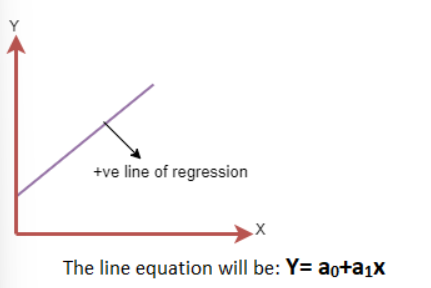 Y
+ve line of regression
X
The line equation will be: Y= a₀+a₁x